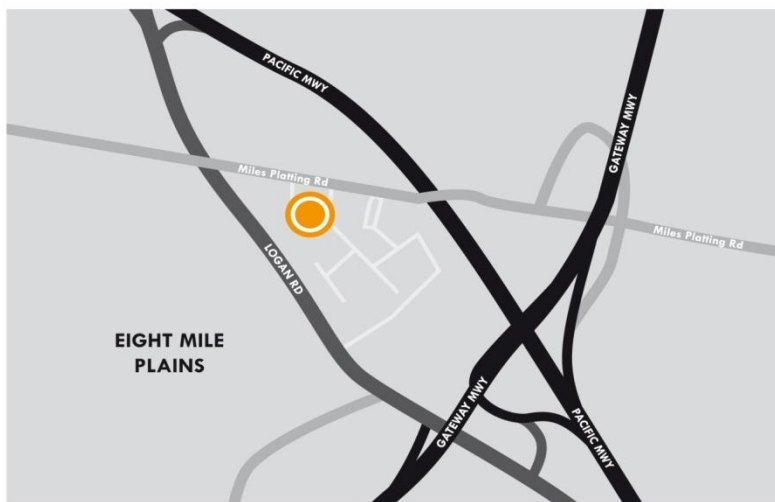 PACIFIC MWY
GATEWAY MWY
Miles Platting Rd
Miles Platting Rd
LOGAN RD
EIGHT MILE
PLAINS
GATEWAY MWY
PACIFIC MWY